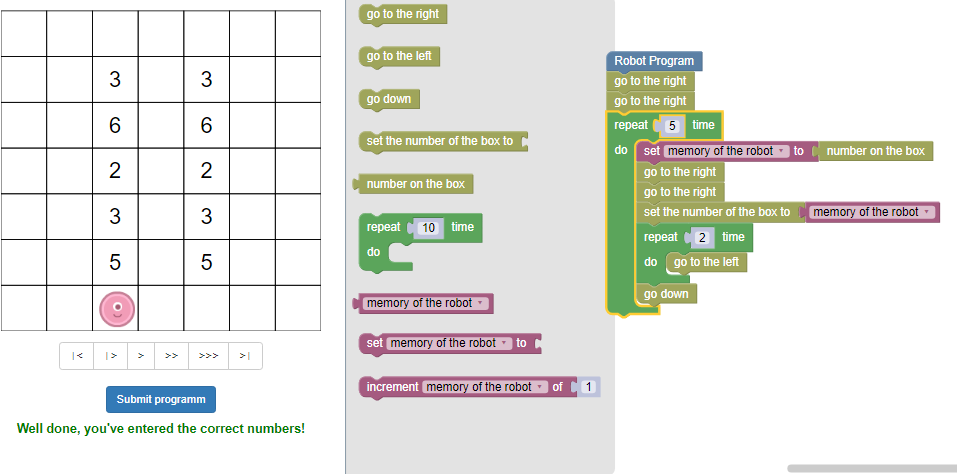 3 3
6 6
2 2
3 3
5 5
|< |> > >> >>> >|
Submit programm
Well done, you've entered the correct numbers!
go to the right
go to the left
go down
set the number of the box to
number on the box
repeat 10 time
do
memory of the robot
set memory of the robot to
increment memory of the robot of 1
Robot Program
go to the right
go to the right
repeat 5 time
do set memory of the robot to number on the box
go to the right
go to the right
set the number of the box to memory of the robot
repeat 2 time
do go to the left
go down